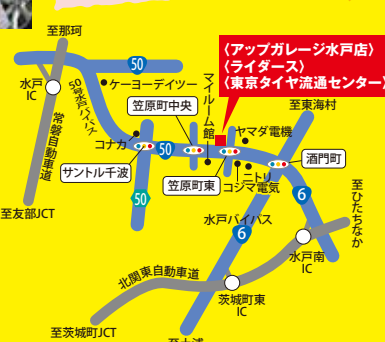 至那珂
〈アップガレージ水戸店〉
〈ライダース〉
〈東京タイヤ流通センター〉
50
50号水戸バイパス
水戸
IC
ケーヨーデイツー
マイルーム館
笠原町中央
至東海村
常磐自動車道
コナカ
ヤマダ電機
サントル千波
50
笠原町東
ニトリ
コジマ電気
酒門町
50
6
至ひたちなか
至友部JCT
水戸バイパス
6
水戸南
IC
北関東自動車道
茨城町東
IC
至茨城町JCT
至土浦